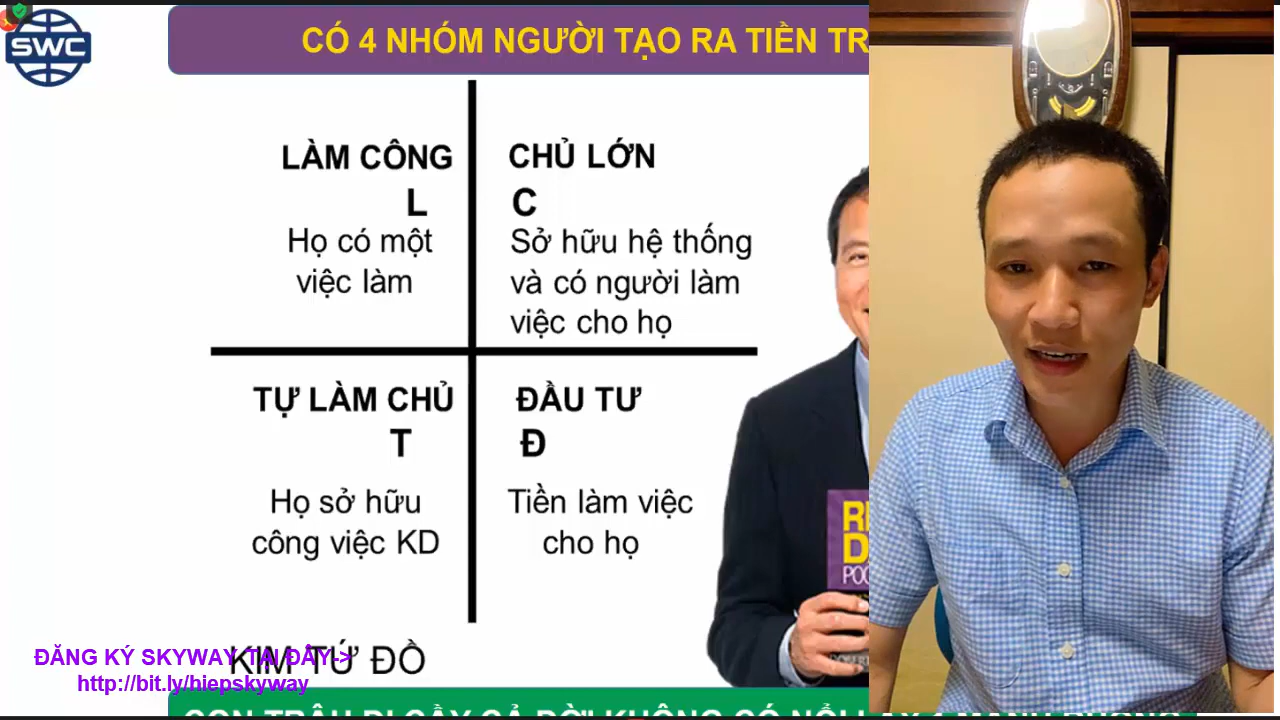 SWC
CÓ 4 NHÓM NGƯỜI TẠO RA TIỀN
LÀM CÔNG
L
Họ có một
việc làm
CHỦ LỚN
C
Sở hữu hệ thống
và có người làm
việc cho họ
TỰ LÀM CHỦ
T
Họ sở hữu
công việc KD
ĐẦU TƯ
Đ
Tiền làm việc
cho họ
KIM TỨ ĐỒ
ĐĂNG KÝ SKYWAY TẠI ĐÂY->
http://bit.ly/hiepskyway